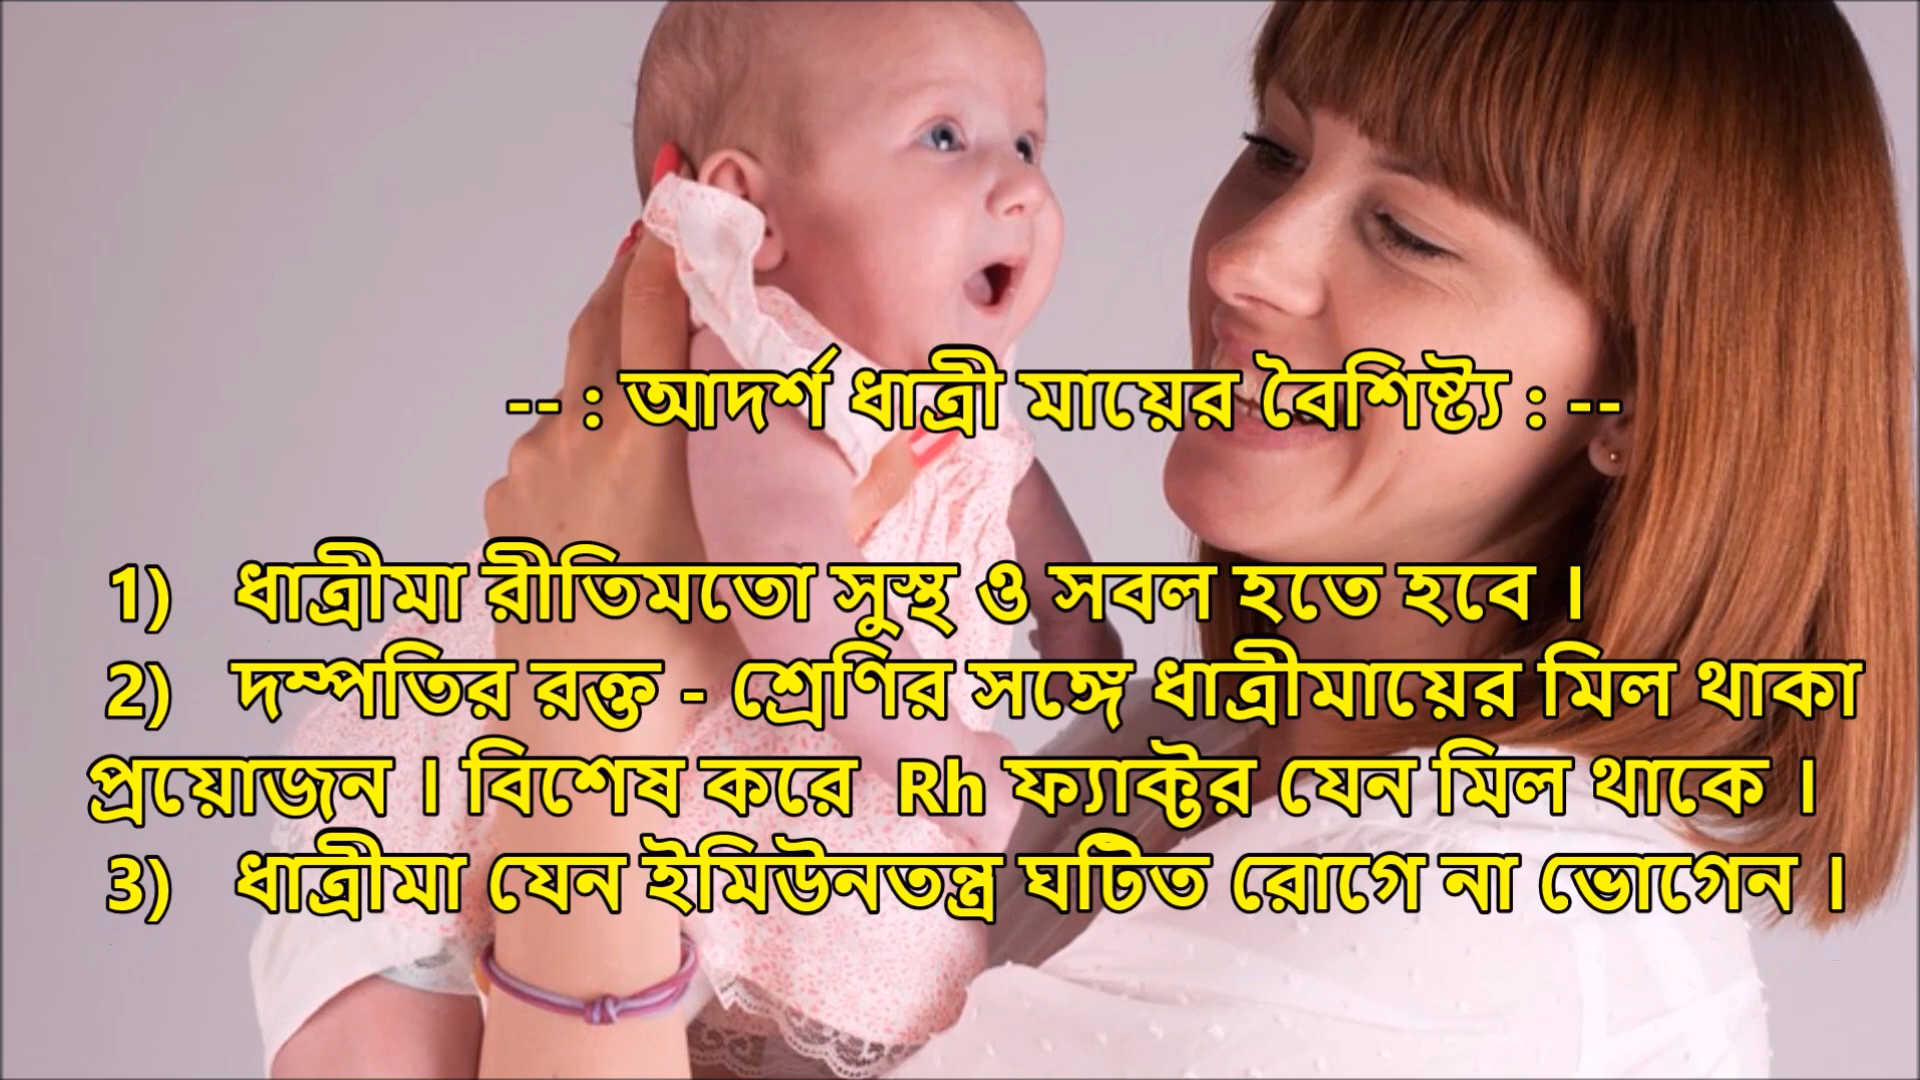 -- : আদর্শ ধাত্রী মায়ের বৈশিষ্ট্য : --
1) ধাত্রীমা রীতিমতো সুস্থ ও সবল হতে হবে ।
2) দম্পতির রক্ত - শ্রেণির সঙ্গে ধাত্রীমায়ের মিল থাকা
প্রয়োজন । বিশেষ করে Rh ফ্যাক্টর যেন মিল থাকে ।
3) ধাত্রীমা যেন ইমিউনতন্ত্র ঘটিত রোগে না ভোগেন ।